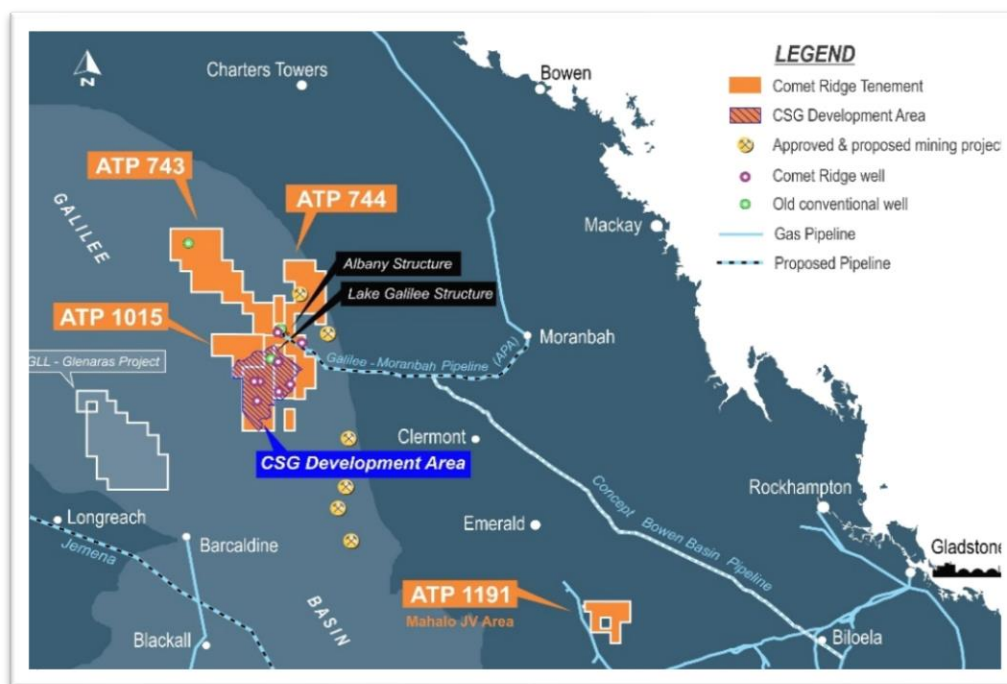 LEGEND
Comet Ridge Tenement
CSG Development Area
Approved & proposed mining project
Comet Ridge well
Old conventional well
Gas Pipeline
Proposed Pipeline
N
Charters Towers
Bowen
ATP 743
ATP 744
GALILEE
Mackay
Albany Structure
Lake Galilee Structure
ATP 1015
Moranbah
Galilee - Moranbah Pipeline (APA)
GLL - Glenaras Project
Clermont
CSG Development Area
Rockhampton
Longreach
Emerald
Concept Bowen Basin Pipeline
Barcaldine
Jemena
Gladstone
BASIN
ATP 1191
Mahalo JV Area
Blackall
Biloela